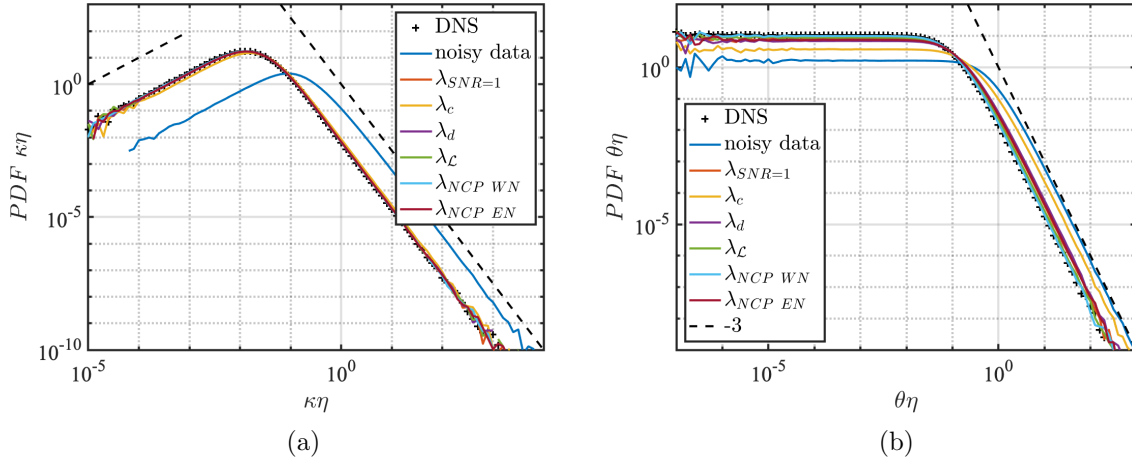 10^0
10^-5
10^-10
10^-5
10^0
PDF κη
κη
DNS
noisy data
λ_{SNR=1}
λ_c
λ_d
λ_ℒ
λ_{NCP WN}
λ_{NCP EN}
(a)
10^0
10^-5
10^-5
10^0
PDF θη
θη
DNS
noisy data
λ_{SNR=1}
λ_c
λ_d
λ_ℒ
λ_{NCP WN}
λ_{NCP EN}
-3
(b)